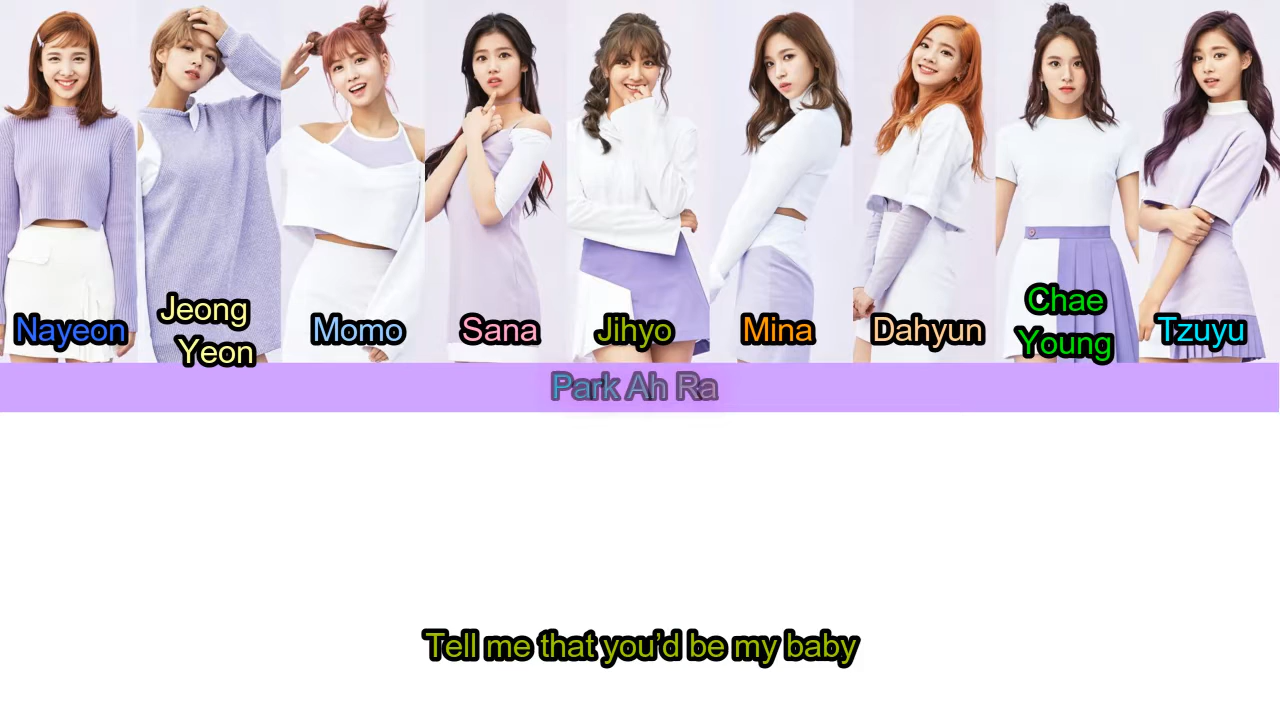 Nayeon
Jeong
Yeon
Momo
Sana
Jihyo
Mina
Dahyun
Chae
Young
Tzuyu
Park Ah Ra
Tell me that you'd be my baby